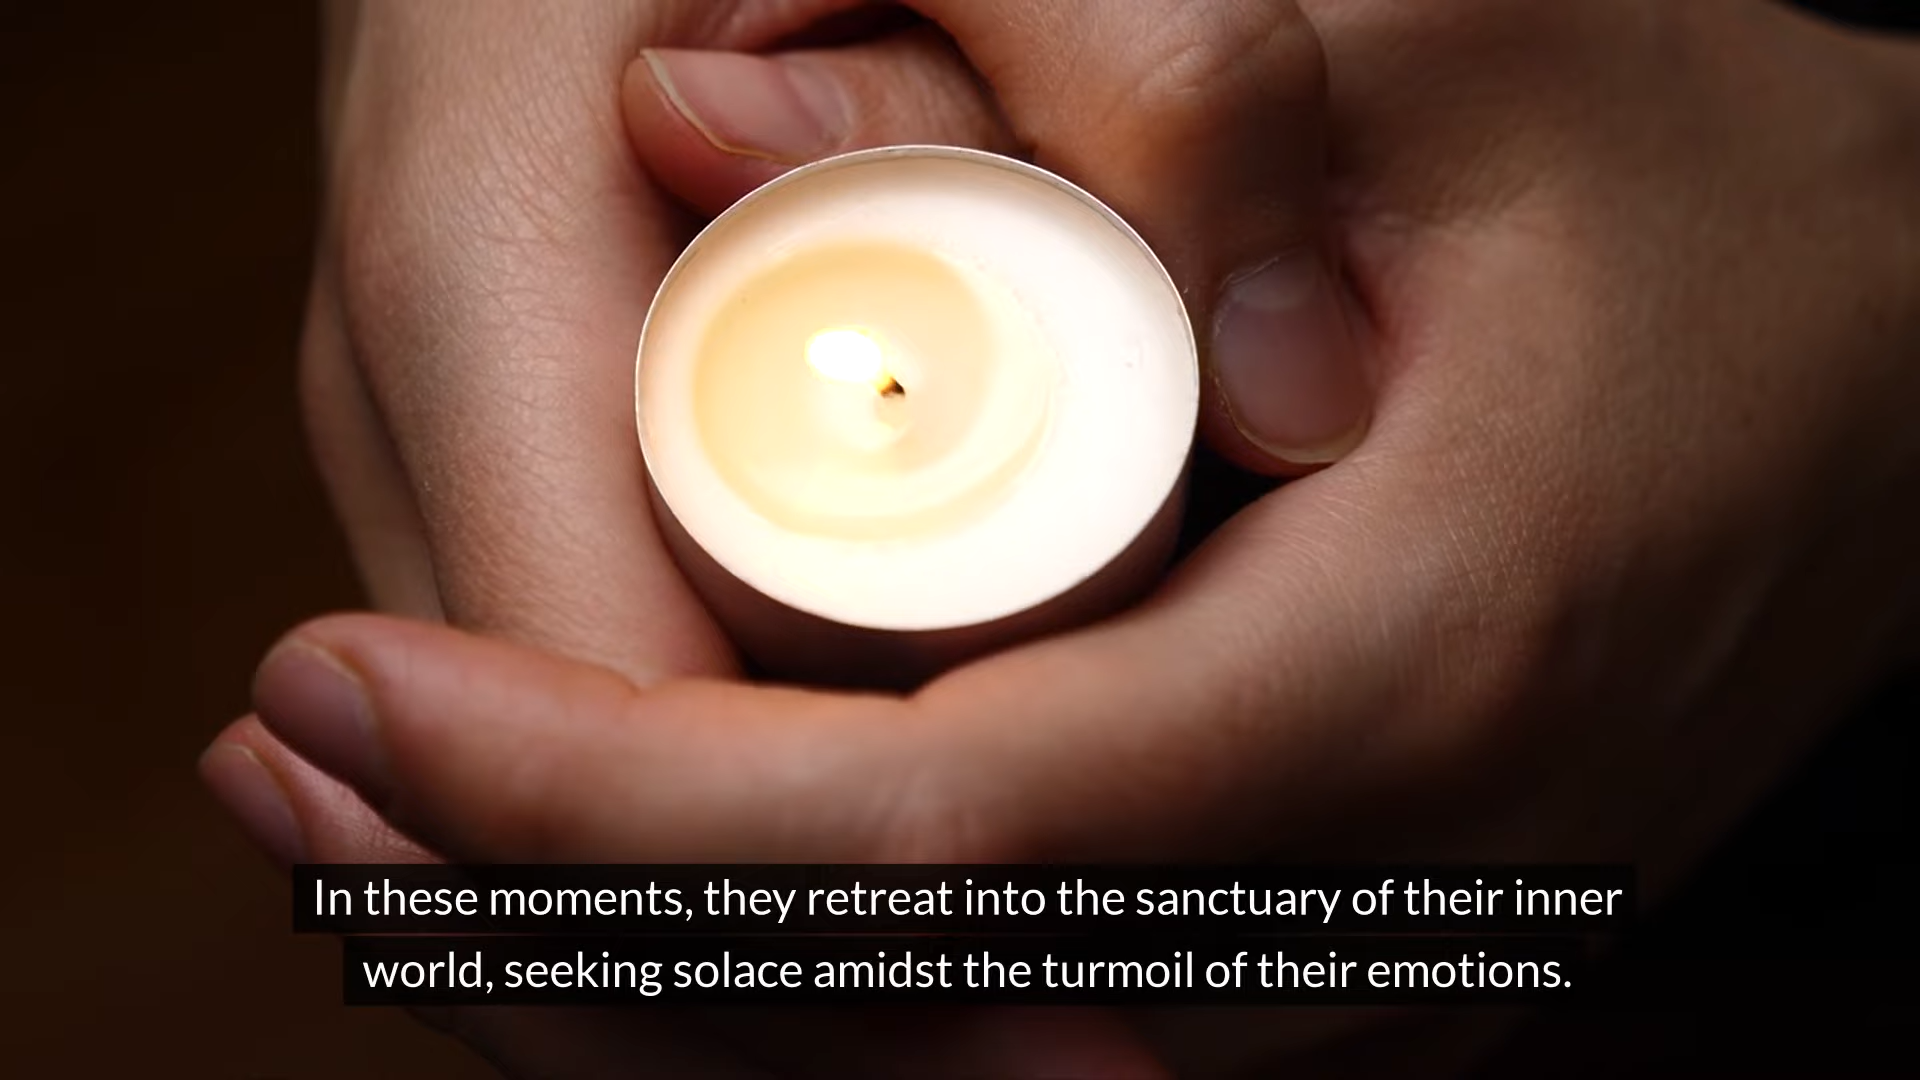 In these moments, they retreat into the sanctuary of their inner
world, seeking solace amidst the turmoil of their emotions.